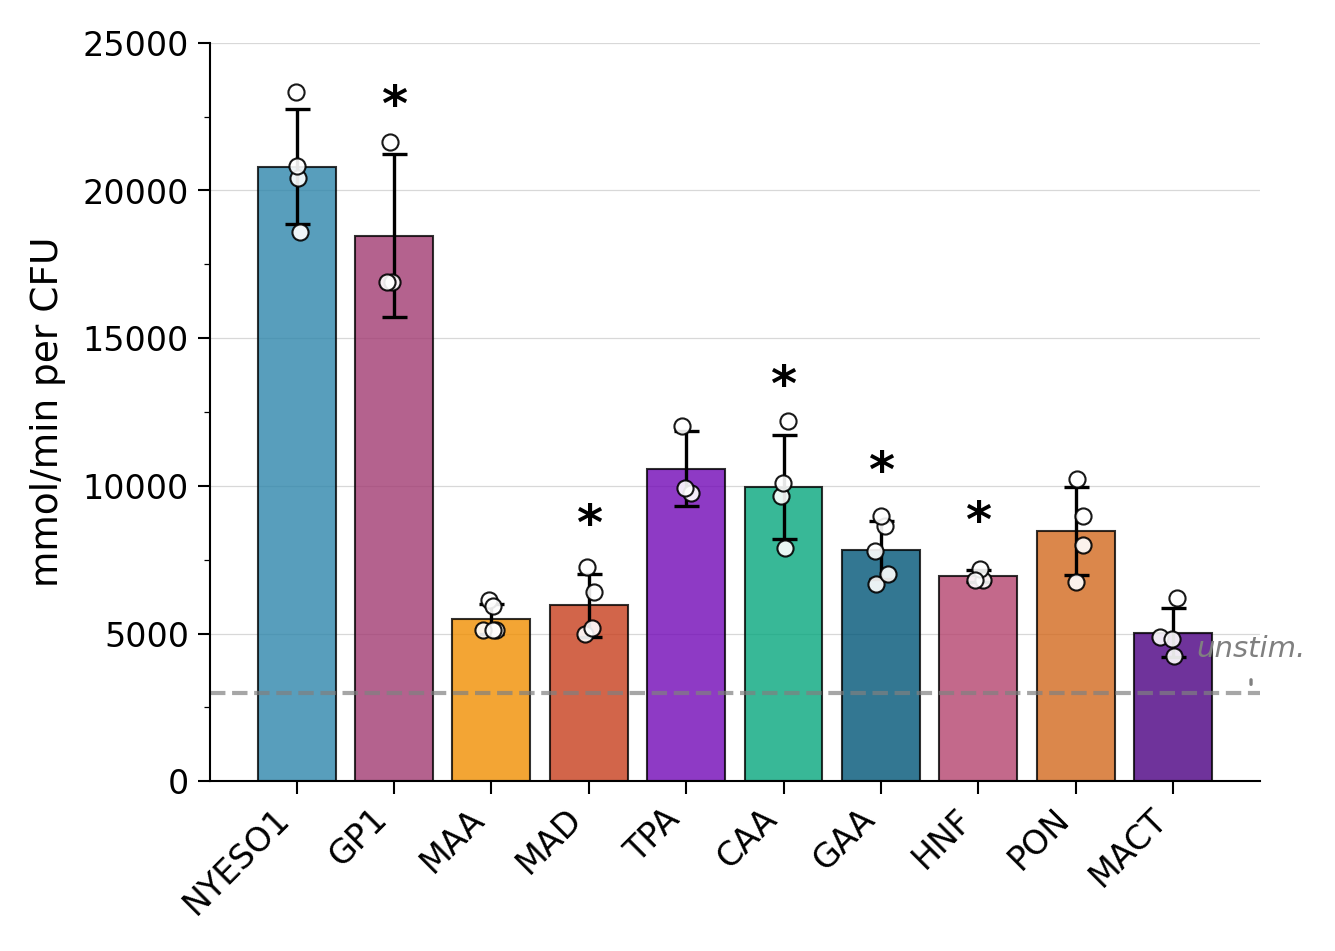 mmol/min per CFU
25000
20000
15000
10000
5000
0
*
*
*
*
*
unstim.
NYESO1
GP1
MAA
MAD
TPA
CAA
GAA
HNF
PON
MACT